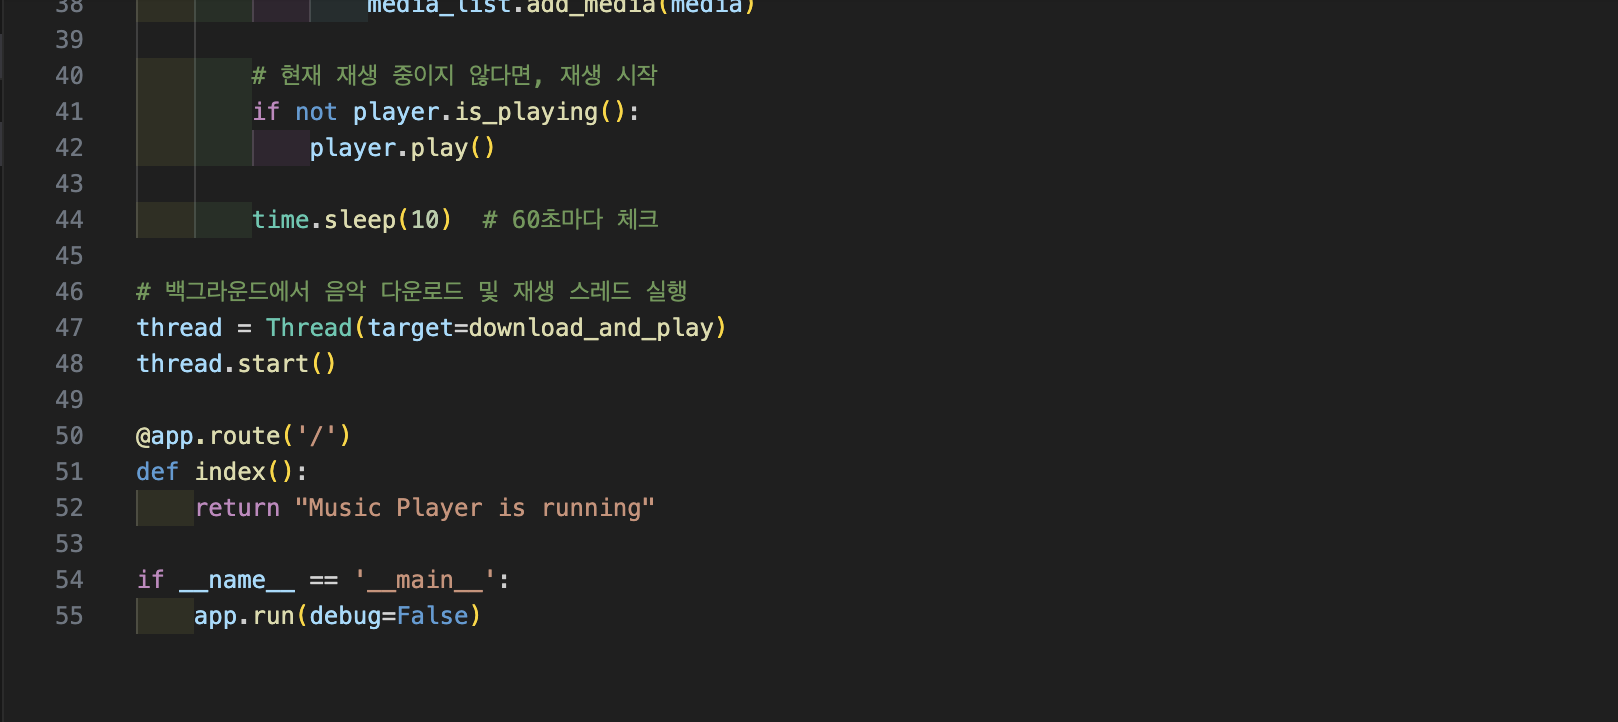 38 media_list.add_media(media)
39
40 # 현재 재생 중이지 않다면, 재생 시작
41 if not player.is_playing():
42 player.play()
43
44 time.sleep(10)  # 60초마다 체크
45
46 # 백그라운드에서 음악 다운로드 및 재생 스레드 실행
47 thread = Thread(target=download_and_play)
48 thread.start()
49
50 @app.route('/')
51 def index():
52 return "Music Player is running"
53
54 if __name__ == '__main__':
55 app.run(debug=False)